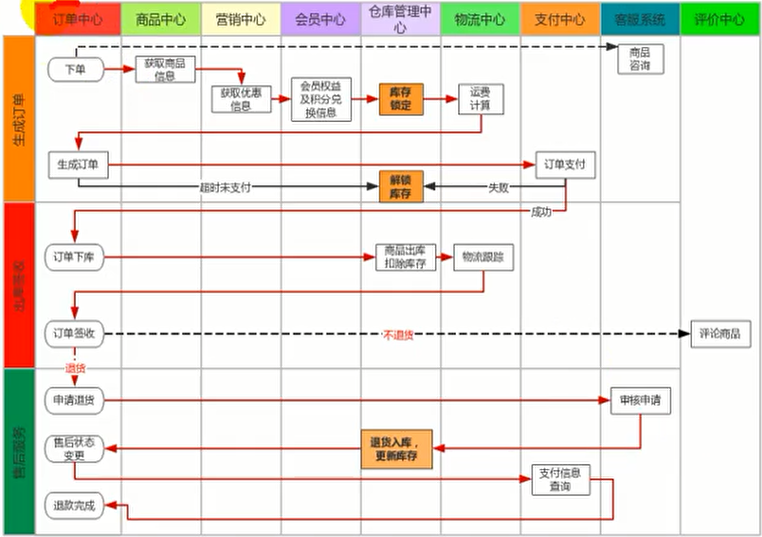 订单中心
商品中心
营销中心
会员中心
仓库管理中
心
物流中心
支付中心
客服系统
评价中心
生成订单
下单
获取商品
信息
商品
咨询
获取优惠
信息
会员权益
及积分兑
换信息
库存
锁定
运费
计算
生成订单
订单支付
超时未支付
解锁
库存
失败
成功
订单下库
商品出库
扣除库存
物流跟踪
订单签收
不退货
评论商品
退货
售后服务
申请退货
审核申请
售后状态
变更
退货入库，
更新库存
支付信息
查询
退款完成